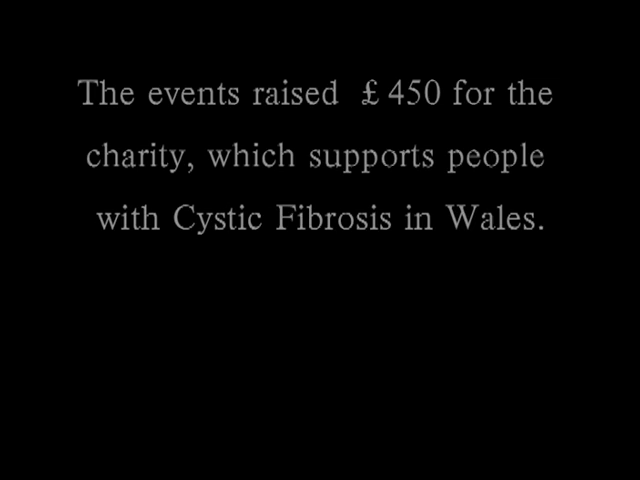 The events raised £450 for the
charity, which supports people
with Cystic Fibrosis in Wales.